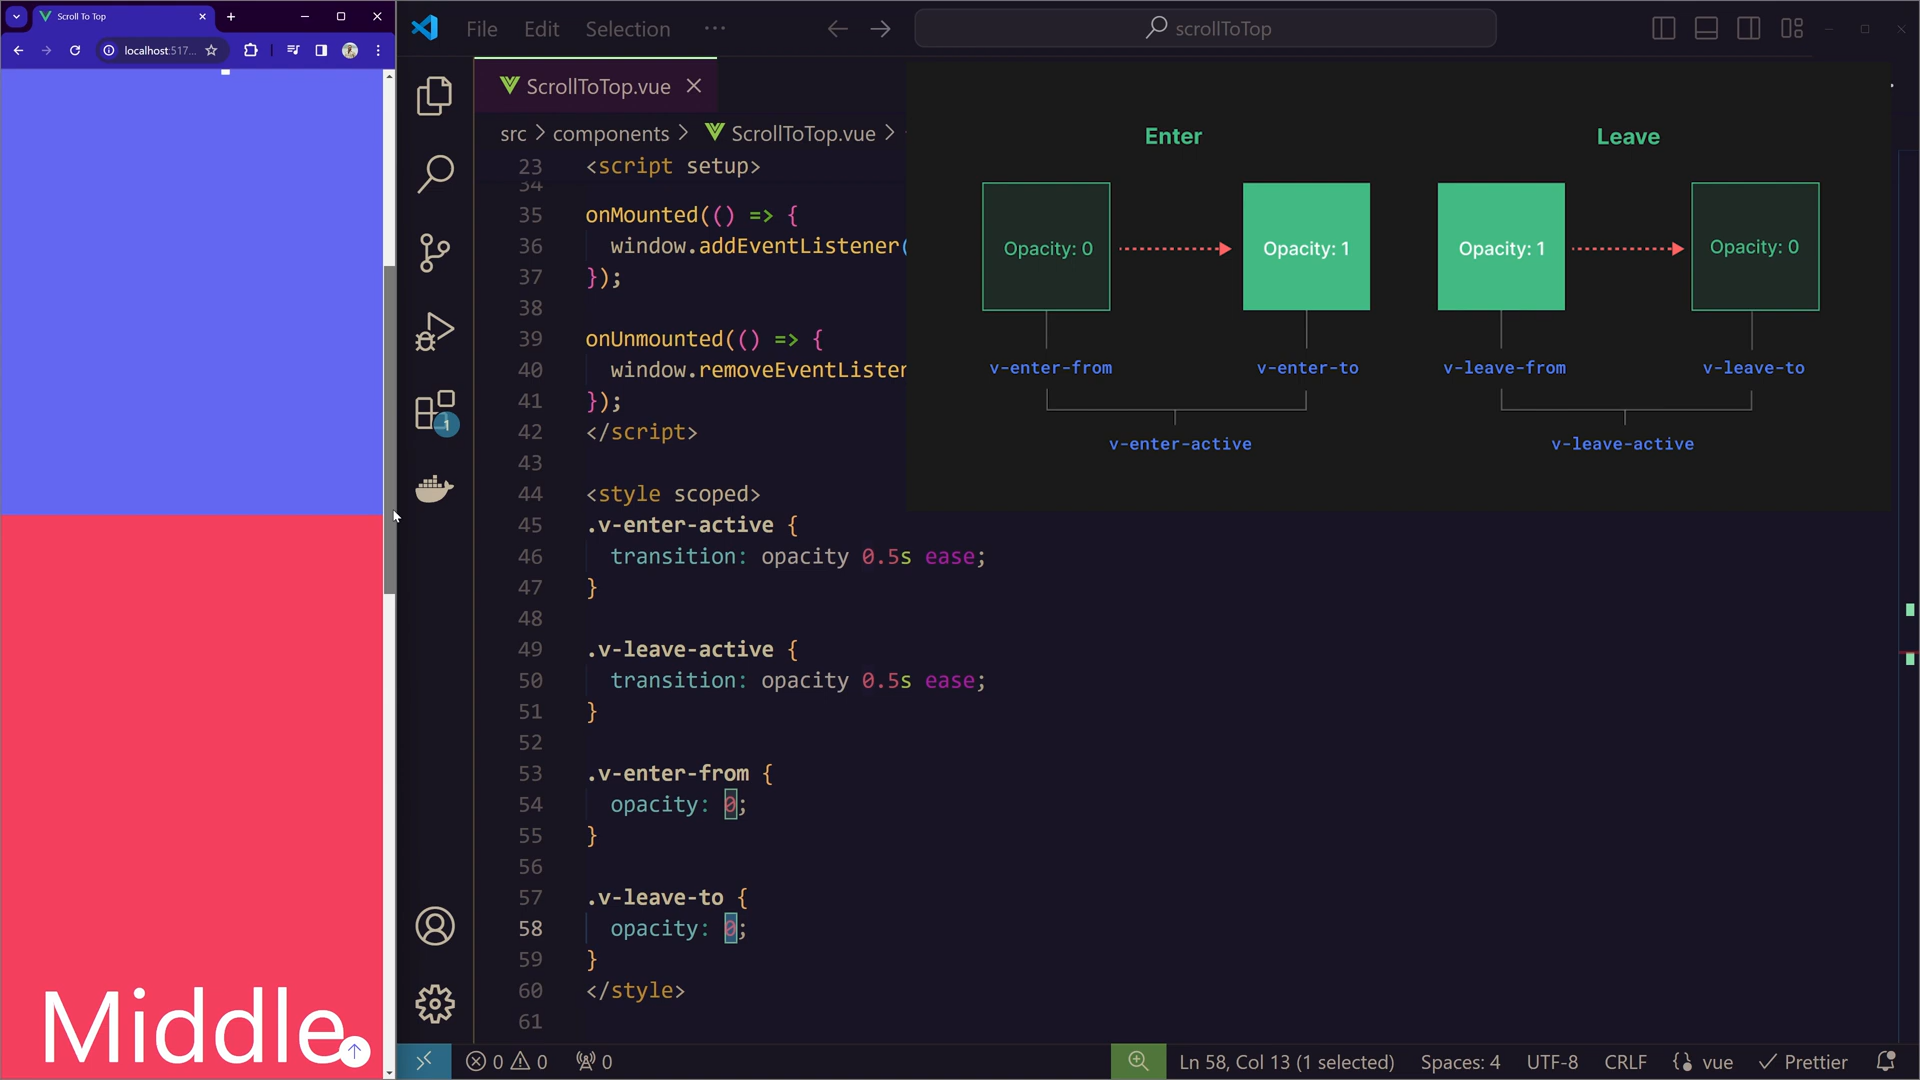 Scroll To Top
localhost:517...
Middle
File Edit Selection ...
scrollToTop
ScrollToTop.vue
src > components > ScrollToTop.vue >
23 <script setup>
34
35 onMounted(() => {
36 window.addEventListener(
37 });
38
39 onUnmounted(() => {
40 window.removeEventListener
41 });
42 </script>
43
44 <style scoped>
45 .v-enter-active {
46 transition: opacity 0.5s ease;
47 }
48
49 .v-leave-active {
50 transition: opacity 0.5s ease;
51 }
52
53 .v-enter-from {
54 opacity: 0;
55 }
56
57 .v-leave-to {
58 opacity: 0;
59 }
60 </style>
61
Enter
Leave
Opacity: 0
Opacity: 1
Opacity: 1
Opacity: 0
v-enter-from
v-enter-to
v-leave-from
v-leave-to
v-enter-active
v-leave-active
1
0 0 0
Ln 58, Col 13 (1 selected) Spaces: 4 UTF-8 CRLF {} vue Prettier